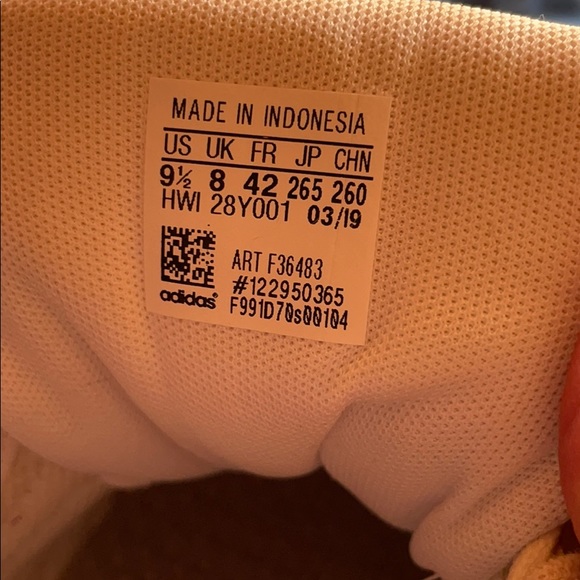 MADE IN INDONESIA
US UK FR JP CHN
9½ 8 42 265 260
HWI 28Y001 03/19
ART F36483
#122950365
adidas® F991D70s00104